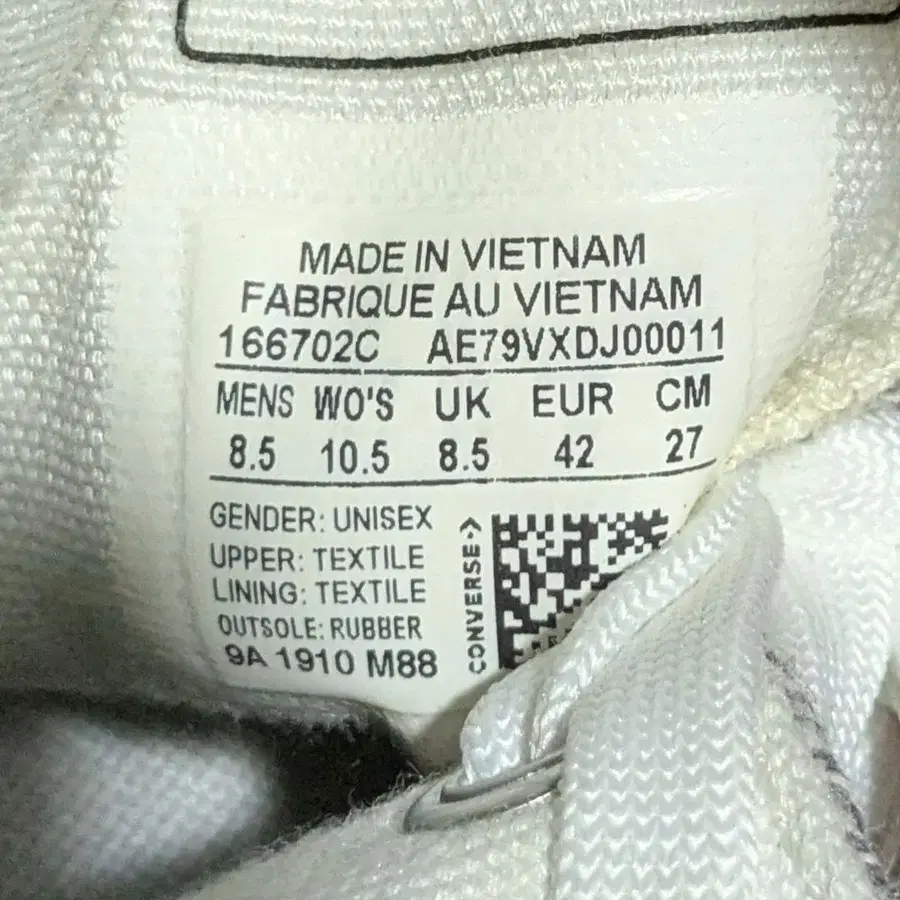 MADE IN VIETNAM
FABRIQUE AU VIETNAM
166702C AE79VXDJ00011
MENS WO'S UK EUR CM
8.5 10.5 8.5 42 27
GENDER: UNISEX
UPPER: TEXTILE
LINING: TEXTILE
OUTSOLE: RUBBER
9A 1910 M88
CONVERSE